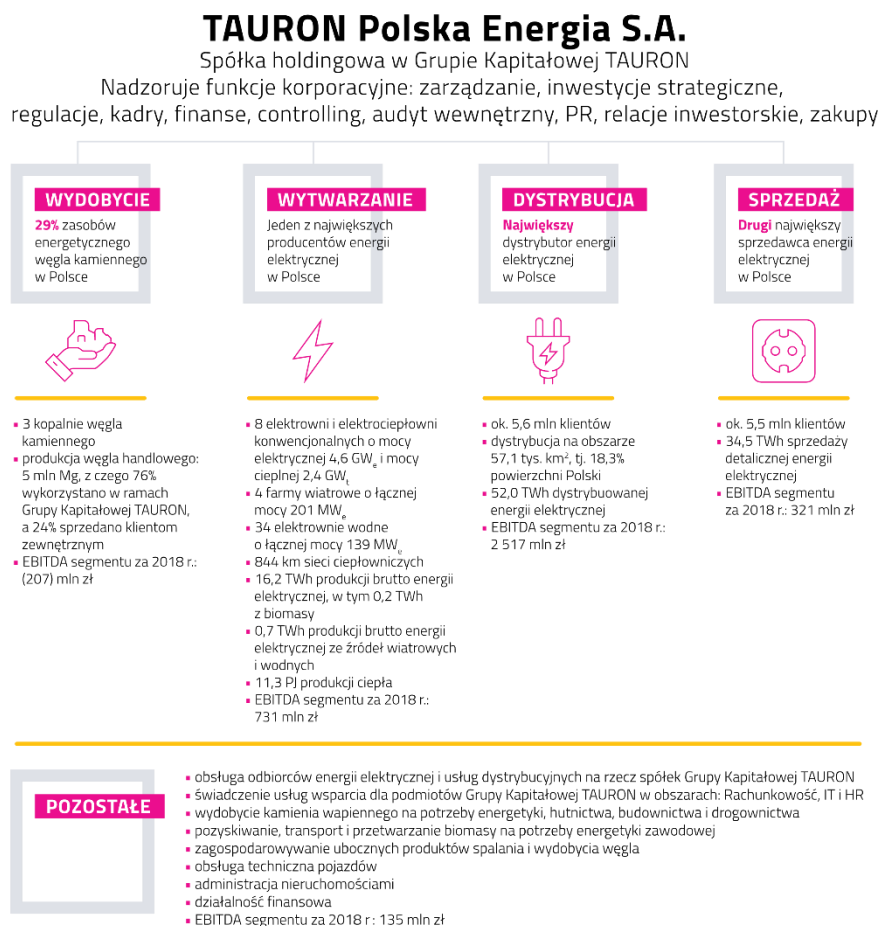 TAURON Polska Energia S.A.
Spółka holdingowa w Grupie Kapitałowej TAURON
Nadzoruje funkcje korporacyjne: zarządzanie, inwestycje strategiczne,
regulacje, kadry, finanse, controlling, audyt wewnętrzny, PR, relacje inwestorskie, zakupy
WYDOBYCIE
29% zasobów
energetycznego
węgla kamiennego
w Polsce
3 kopalnie węgla
kamiennego
produkcja węgla handlowego:
5 mln Mg, z czego 76%
wykorzystano w ramach
Grupy Kapitałowej TAURON,
a 24% sprzedano klientom
zewnętrznym
EBITDA segmentu za 2018 r.:
(207) mln zł
WYTWARZANIE
Jeden z największych
producentów energii
elektrycznej
w Polsce
8 elektrowni i elektrociepłowni
konwencjonalnych o mocy
elektrycznej 4,6 GWe i mocy
cieplnej 2,4 GWt
4 farmy wiatrowe o łącznej
mocy 201 MWe
34 elektrownie wodne
o łącznej mocy 139 MWe
844 km sieci ciepłowniczych
16,2 TWh produkcji brutto energii
elektrycznej, w tym 0,2 TWh
z biomasy
0,7 TWh produkcji brutto energii
elektrycznej ze źródeł wiatrowych
i wodnych
11,3 PJ produkcji ciepła
EBITDA segmentu za 2018 r.:
731 mln zł
DYSTRYBUCJA
Największy
dystrybutor energii
elektrycznej
w Polsce
ok. 5,6 mln klientów
dystrybucja na obszarze
57,1 tys. km², tj. 18,3%
powierzchni Polski
52,0 TWh dystrybuowanej
energii elektrycznej
EBITDA segmentu za 2018 r.:
2 517 mln zł
SPRZEDAŻ
Drugi największy
sprzedawca energii
elektrycznej
w Polsce
ok. 5,5 mln klientów
34,5 TWh sprzedaży
detalicznej energii
elektrycznej
EBITDA segmentu
za 2018 r.: 321 mln zł
POZOSTAŁE
obsługa odbiorców energii elektrycznej i usług dystrybucyjnych na rzecz spółek Grupy Kapitałowej TAURON
świadczenie usług wsparcia dla podmiotów Grupy Kapitałowej TAURON w obszarach: Rachunkowość, IT i HR
wydobycie kamienia wapiennego na potrzeby energetyki, hutnictwa, budownictwa i drogownictwa
pozyskiwanie, transport i przetwarzanie biomasy na potrzeby energetyki zawodowej
zagospodarowywanie ubocznych produktów spalania i wydobycia węgla
obsługa techniczna pojazdów
administracja nieruchomościami
działalność finansowa
EBITDA segmentu za 2018 r: 135 mln zł